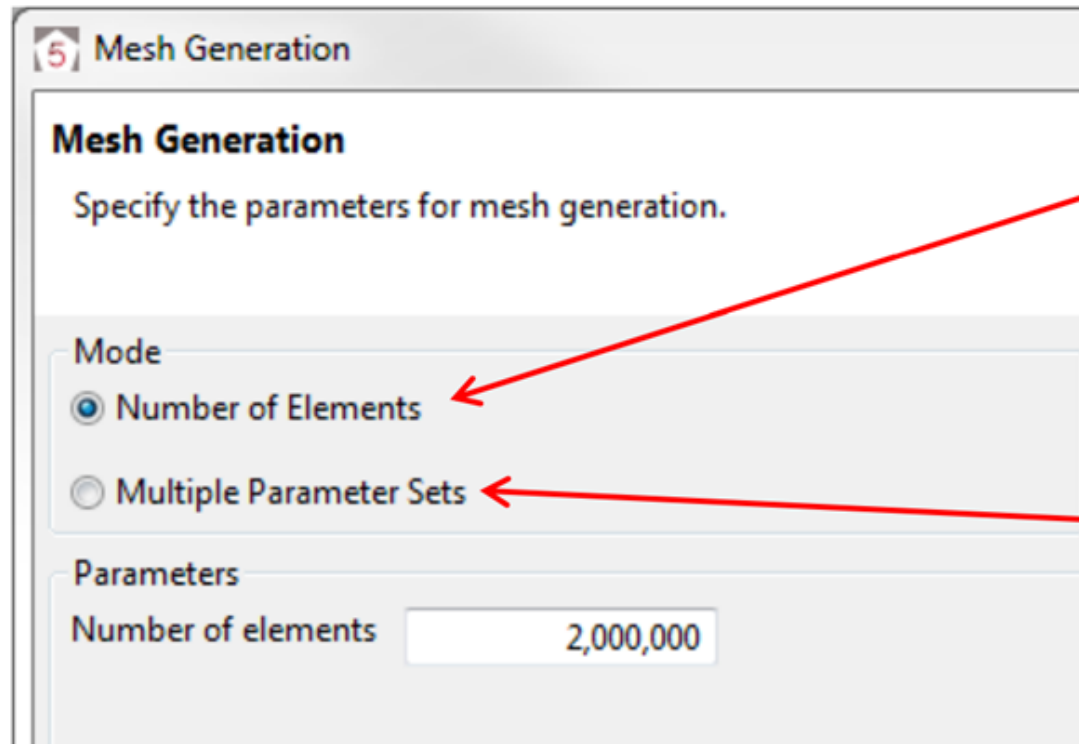 5 Mesh Generation
Mesh Generation
Specify the parameters for mesh generation.
Mode
Number of Elements
Multiple Parameter Sets
Parameters
Number of elements 2,000,000